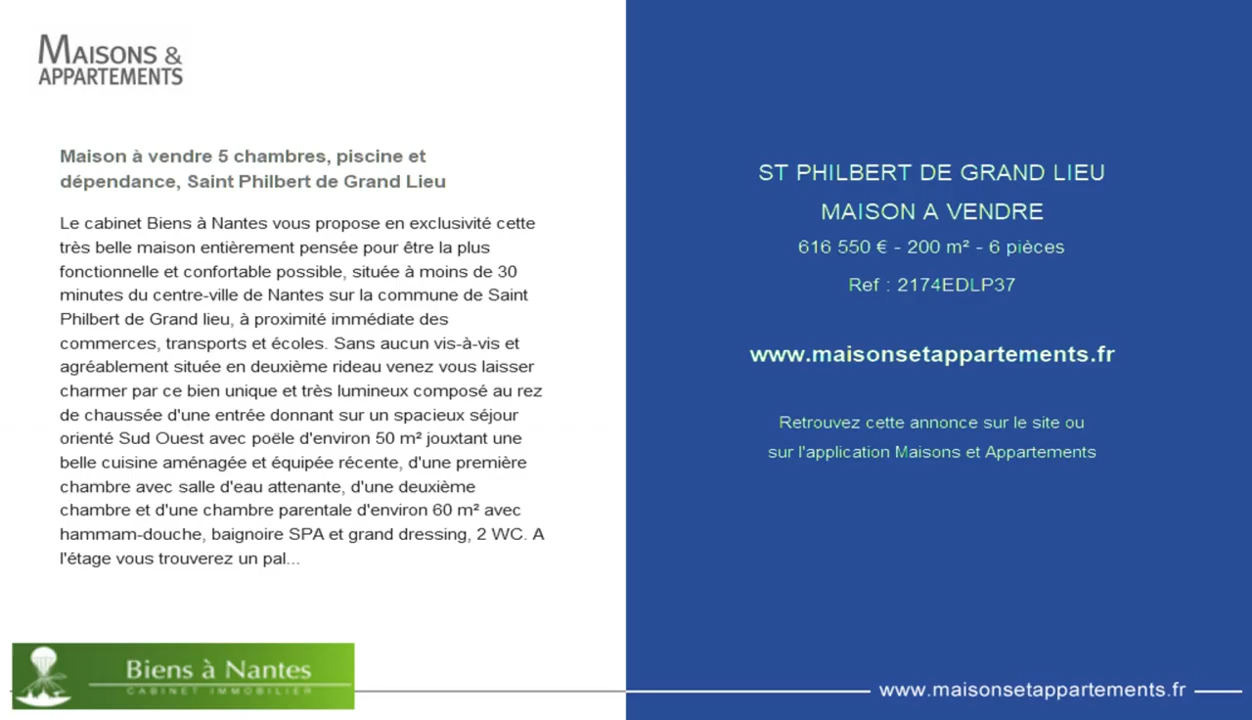 MAISONS &
APPARTEMENTS
Maison à vendre 5 chambres, piscine et
dépendance, Saint Philbert de Grand Lieu
Le cabinet Biens à Nantes vous propose en exclusivité cette
très belle maison entièrement pensée pour être la plus
fonctionnelle et confortable possible, située à moins de 30
minutes du centre-ville de Nantes sur la commune de Saint
Philbert de Grand lieu, à proximité immédiate des
commerces, transports et écoles. Sans aucun vis-à-vis et
agréablement située en deuxième rideau venez vous laisser
charmer par ce bien unique et très lumineux composé au rez
de chaussée d'une entrée donnant sur un spacieux séjour
orienté Sud Ouest avec poële d'environ 50 m² jouxtant une
belle cuisine aménagée et équipée récente, d'une première
chambre avec salle d'eau attenante, d'une deuxième
chambre et d'une chambre parentale d'environ 60 m² avec
hammam-douche, baignoire SPA et grand dressing, 2 WC. A
l'étage vous trouverez un pal...
Biens à Nantes
CABINET IMMOBILIER
ST PHILBERT DE GRAND LIEU
MAISON A VENDRE
616 550 € - 200 m² - 6 pièces
Ref : 2174EDLP37
www.maisonsetappartements.fr
Retrouvez cette annonce sur le site ou
sur l'application Maisons et Appartements
www.maisonsetappartements.fr